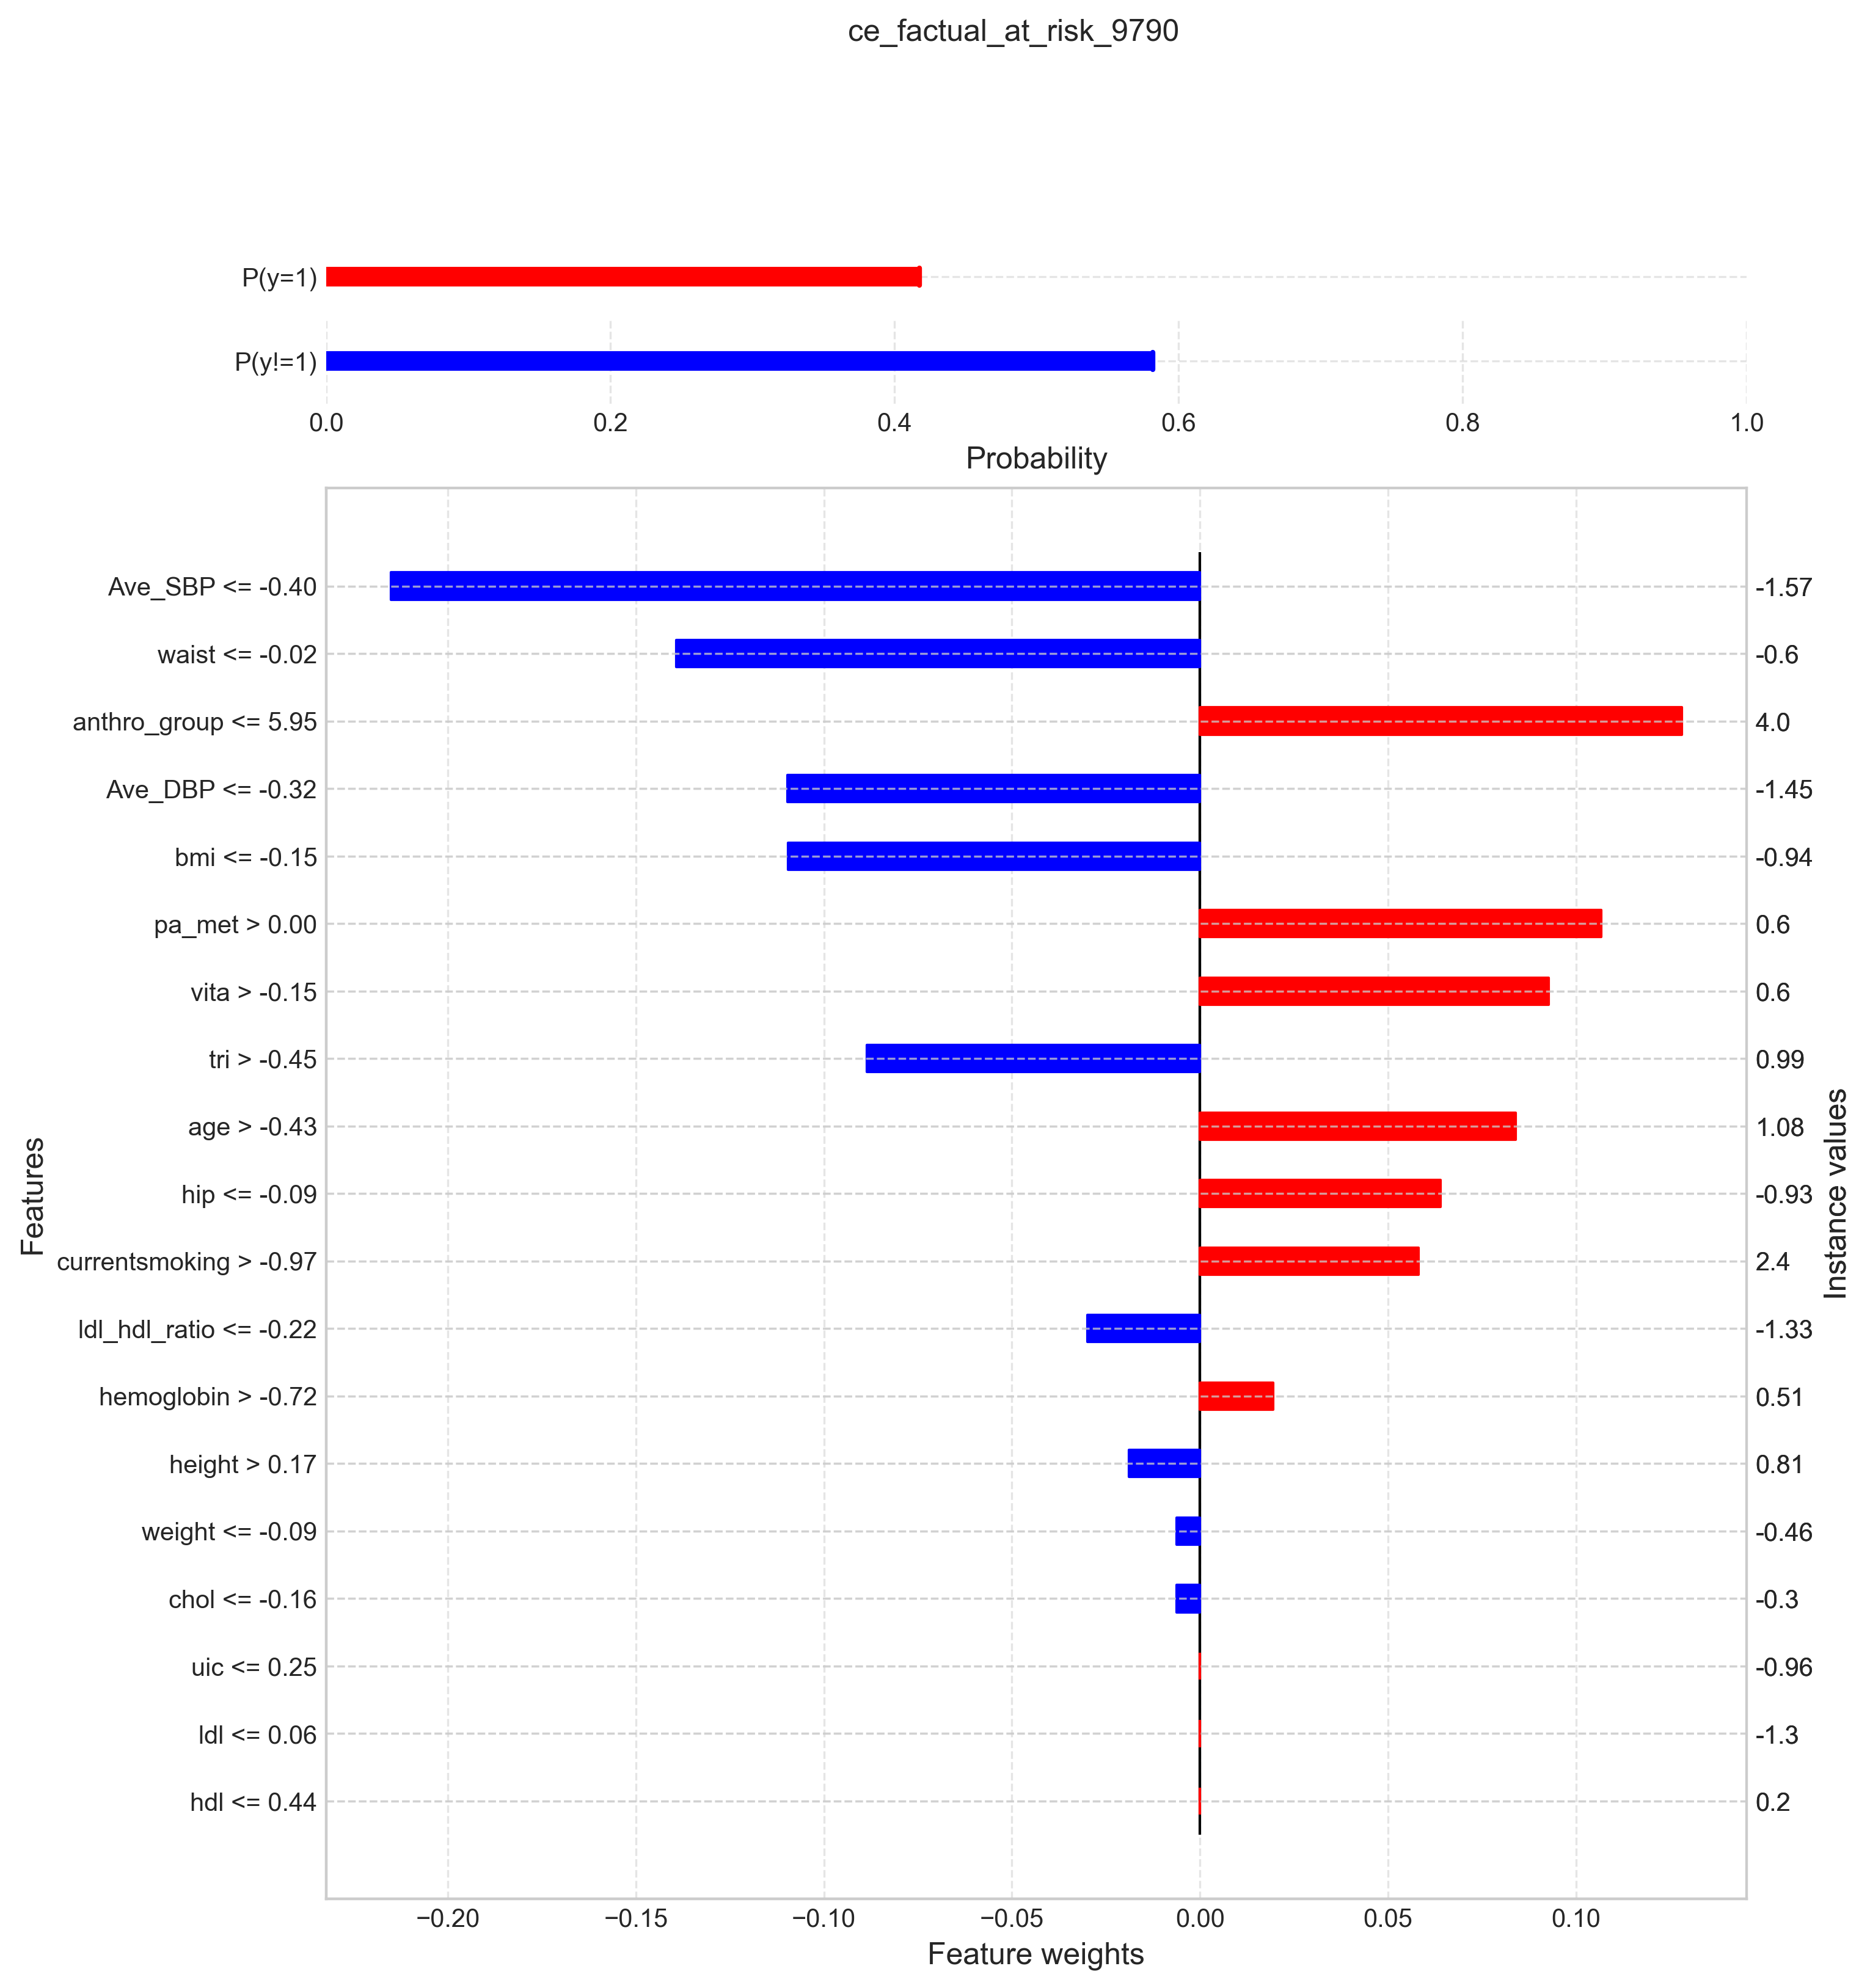 ce_factual_at_risk_9790
P(y=1)
P(y!=1)
0.0 0.2 0.4 0.6 0.8 1.0
Probability
Ave_SBP <= -0.40 -1.57
waist <= -0.02 -0.6
anthro_group <= 5.95 4.0
Ave_DBP <= -0.32 -1.45
bmi <= -0.15 -0.94
pa_met > 0.00 0.6
vita > -0.15 0.6
tri > -0.45 0.99
age > -0.43 1.08
hip <= -0.09 -0.93
currentsmoking > -0.97 2.4
ldl_hdl_ratio <= -0.22 -1.33
hemoglobin > -0.72 0.51
height > 0.17 0.81
weight <= -0.09 -0.46
chol <= -0.16 -0.3
uic <= 0.25 -0.96
ldl <= 0.06 -1.3
hdl <= 0.44 0.2
Features
Instance values
−0.20 −0.15 −0.10 −0.05 0.00 0.05 0.10
Feature weights